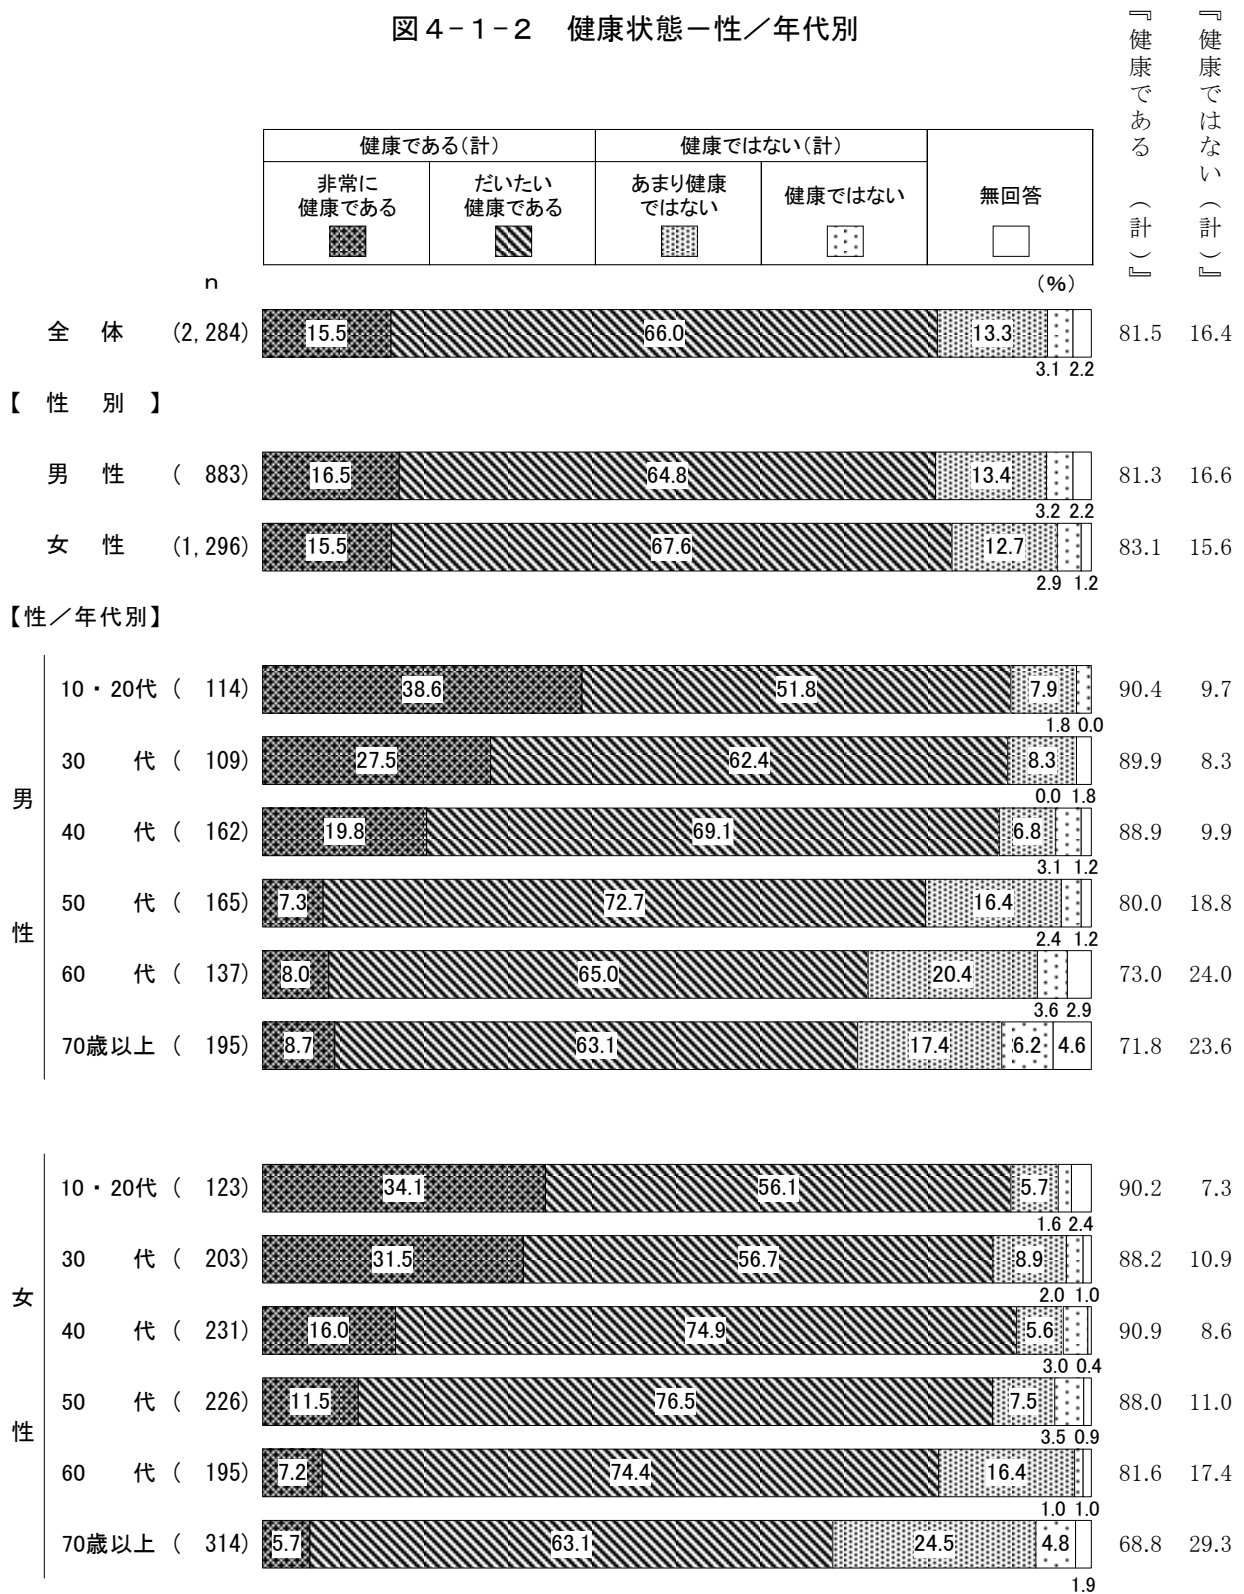 図4-1-2 健康状態－性／年代別
『健康である（計）』
『健康ではない（計）』
健康である(計) 健康ではない(計)
非常に健康である だいたい健康である あまり健康ではない 健康ではない 無回答
n (%)
全体 (2,284) 15.5 66.0 13.3 3.1 2.2 81.5 16.4
【性別】
男性 ( 883) 16.5 64.8 13.4 3.2 2.2 81.3 16.6
女性 (1,296) 15.5 67.6 12.7 2.9 1.2 83.1 15.6
【性／年代別】
男性
10・20代 ( 114) 38.6 51.8 7.9 1.8 0.0 90.4 9.7
30代 ( 109) 27.5 62.4 8.3 0.0 1.8 89.9 8.3
40代 ( 162) 19.8 69.1 6.8 3.1 1.2 88.9 9.9
50代 ( 165) 7.3 72.7 16.4 2.4 1.2 80.0 18.8
60代 ( 137) 8.0 65.0 20.4 3.6 2.9 73.0 24.0
70歳以上 ( 195) 8.7 63.1 17.4 6.2 4.6 71.8 23.6
女性
10・20代 ( 123) 34.1 56.1 5.7 1.6 2.4 90.2 7.3
30代 ( 203) 31.5 56.7 8.9 2.0 1.0 88.2 10.9
40代 ( 231) 16.0 74.9 5.6 3.0 0.4 90.9 8.6
50代 ( 226) 11.5 76.5 7.5 3.5 0.9 88.0 11.0
60代 ( 195) 7.2 74.4 16.4 1.0 1.0 81.6 17.4
70歳以上 ( 314) 5.7 63.1 24.5 4.8 1.9 68.8 29.3